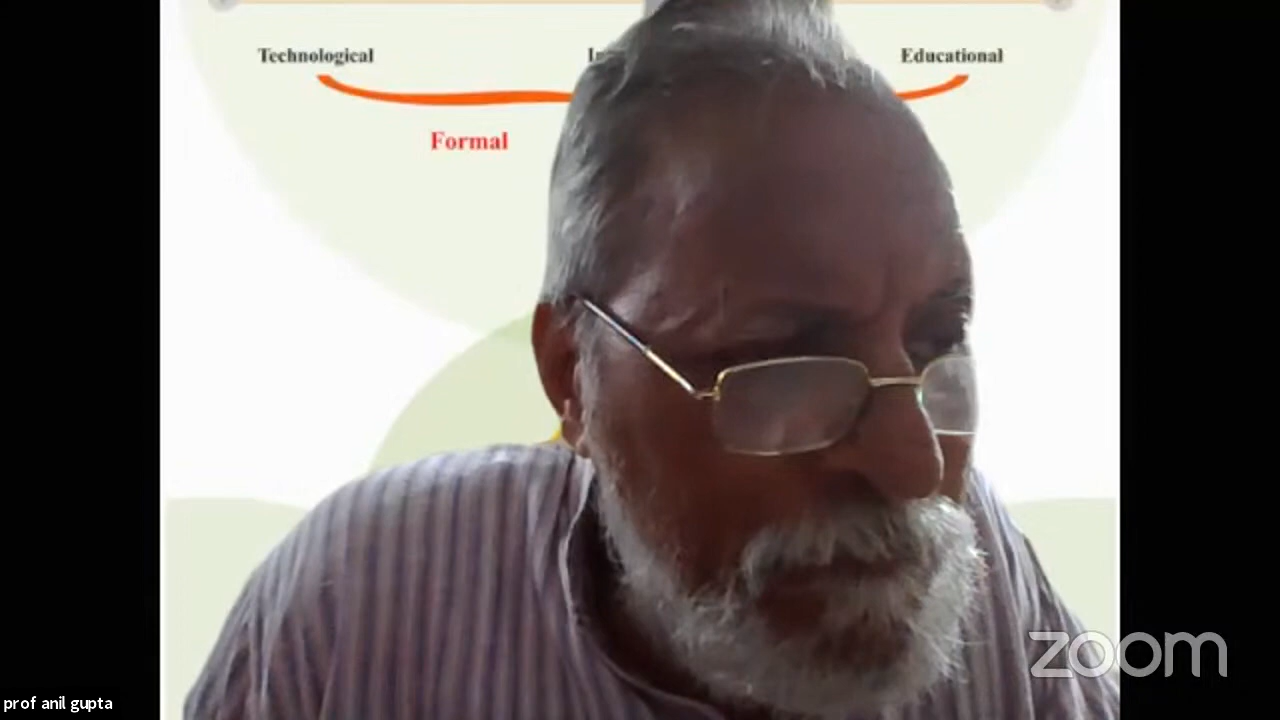 Technological
Educational
Formal
zoom
prof anil gupta